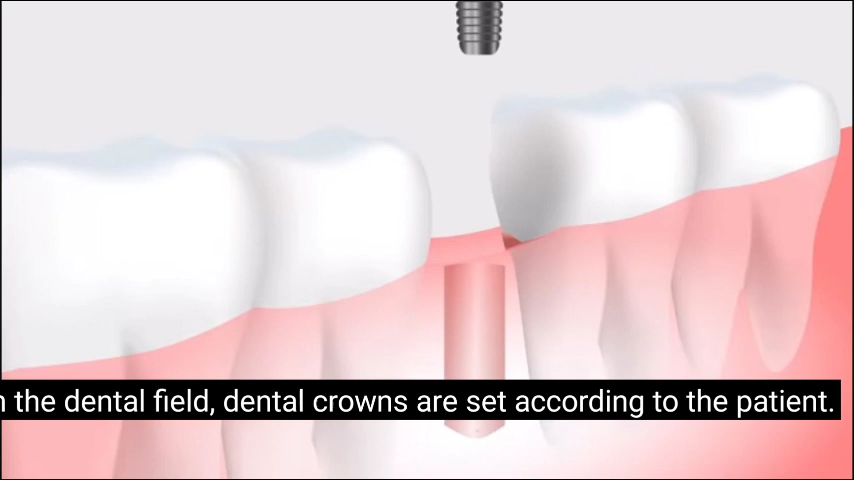 the dental field, dental crowns are set according to the patient.